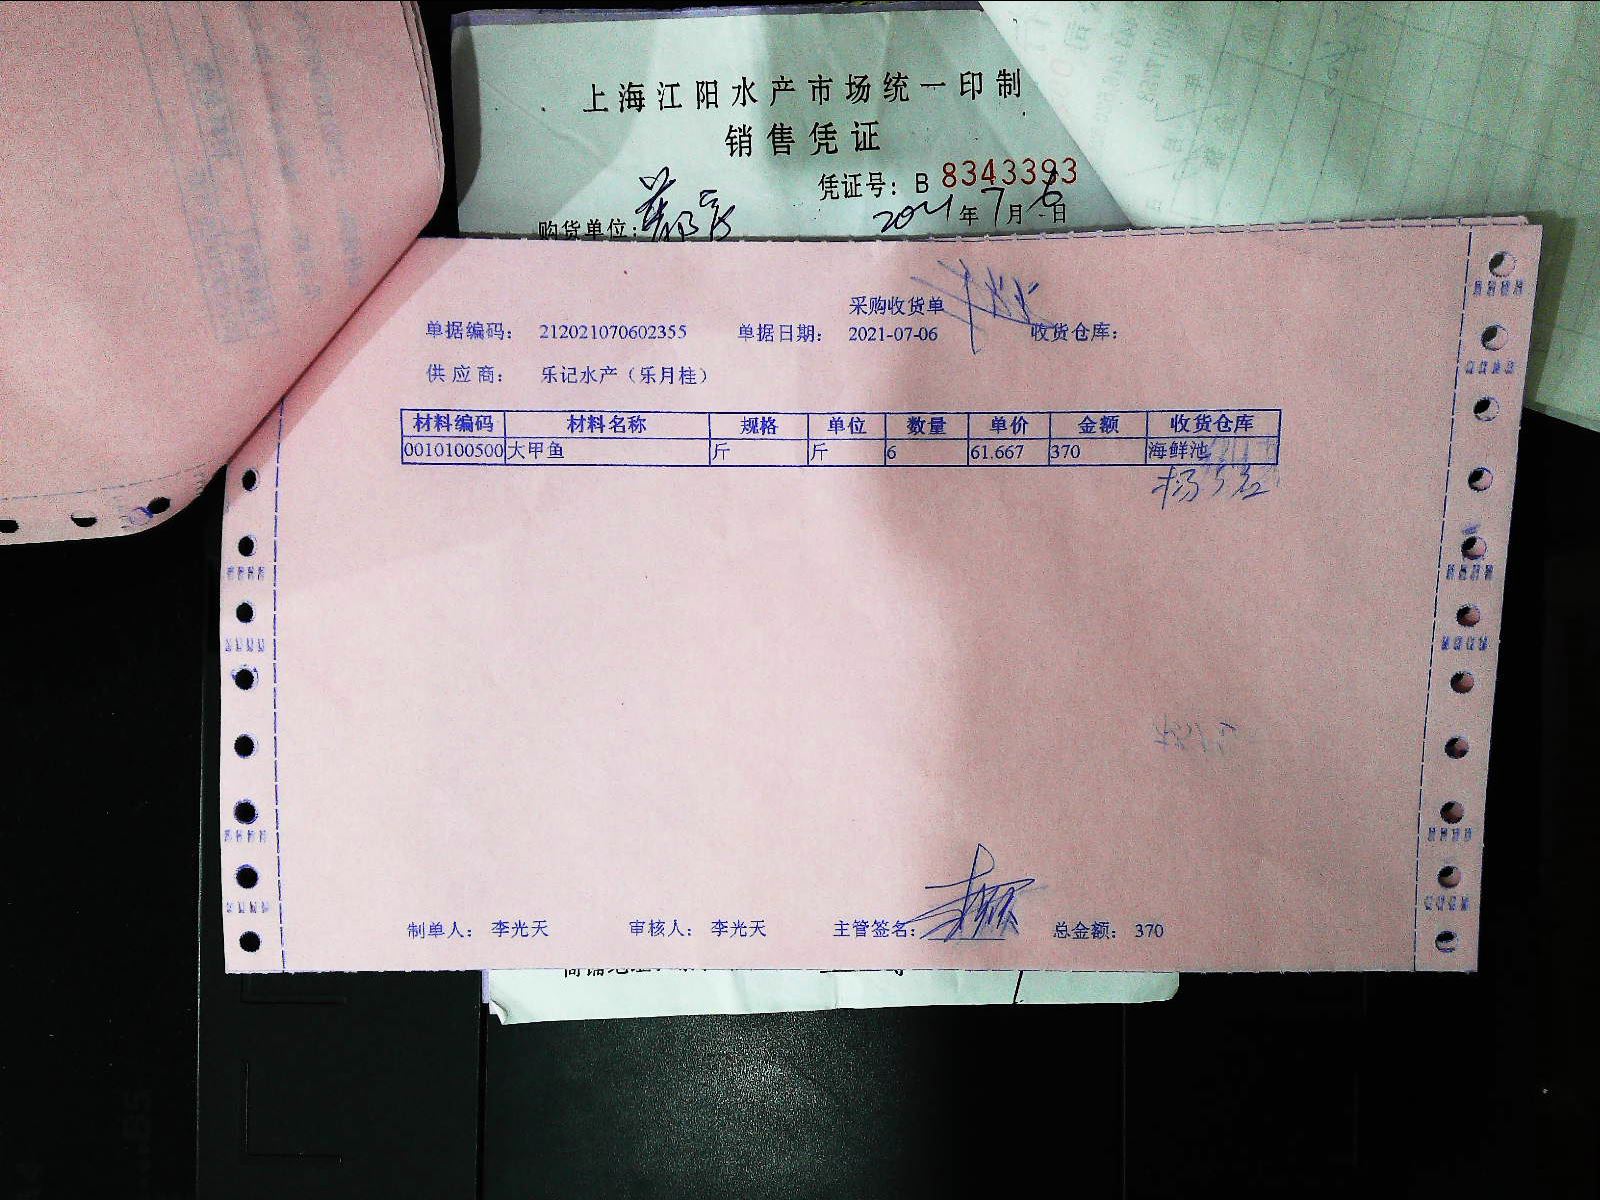 上海江阳水产市场统一印制
销售凭证
凭证号：B 8343393
购货单位：
2021年7月6日
采购收货单
单据编码： 212021070602355 单据日期： 2021-07-06 收货仓库：
供应商： 乐记水产（乐月桂）
材料编码 材料名称 规格 单位 数量 单价 金额 收货仓库
0010100500 大甲鱼 斤 斤 6 61.667 370 海鲜池
制单人： 李光天 审核人： 李光天 主管签名： 总金额： 370